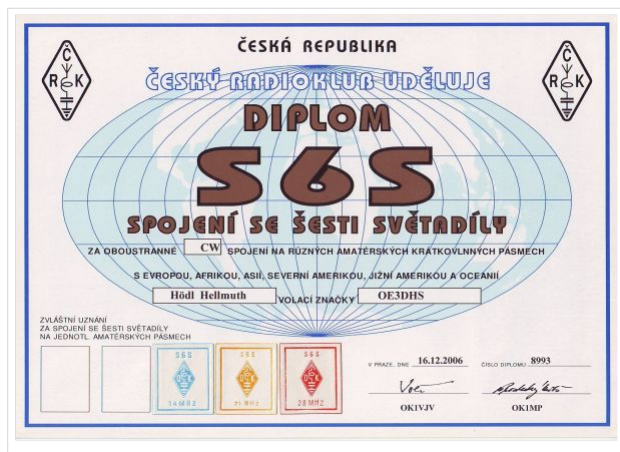 ČESKÁ REPUBLIKA
Č
R K
Č
R K
ČESKÝ RADIOKLUB UDĚLUJE
DIPLOM
S6S
SPOJENÍ SE ŠESTI SVĚTADÍLY
ZA OBOUSTRANNÉ CW SPOJENÍ NA RŮZNÝCH AMATÉRSKÝCH KRÁTKOVLNNÝCH PÁSMECH
S EVROPOU, AFRIKOU, ASIÍ, SEVERNÍ AMERIKOU, JIŽNÍ AMERIKOU A OCEÁNIÍ
Hödl Hellmuth VOLACÍ ZNAČKY OE3DHS
ZVLÁŠTNÍ UZNÁNÍ
ZA SPOJENÍ SE ŠESTI SVĚTADÍLY
NA JEDNOTL. AMATÉRSKÝCH PÁSMECH
S6S
14 MHZ
S6S
21 MHZ
S6S
28 MHZ
V PRAZE, DNE 16.12.2006 ČÍSLO DIPLOMU 8993
OK1VJV OK1MP